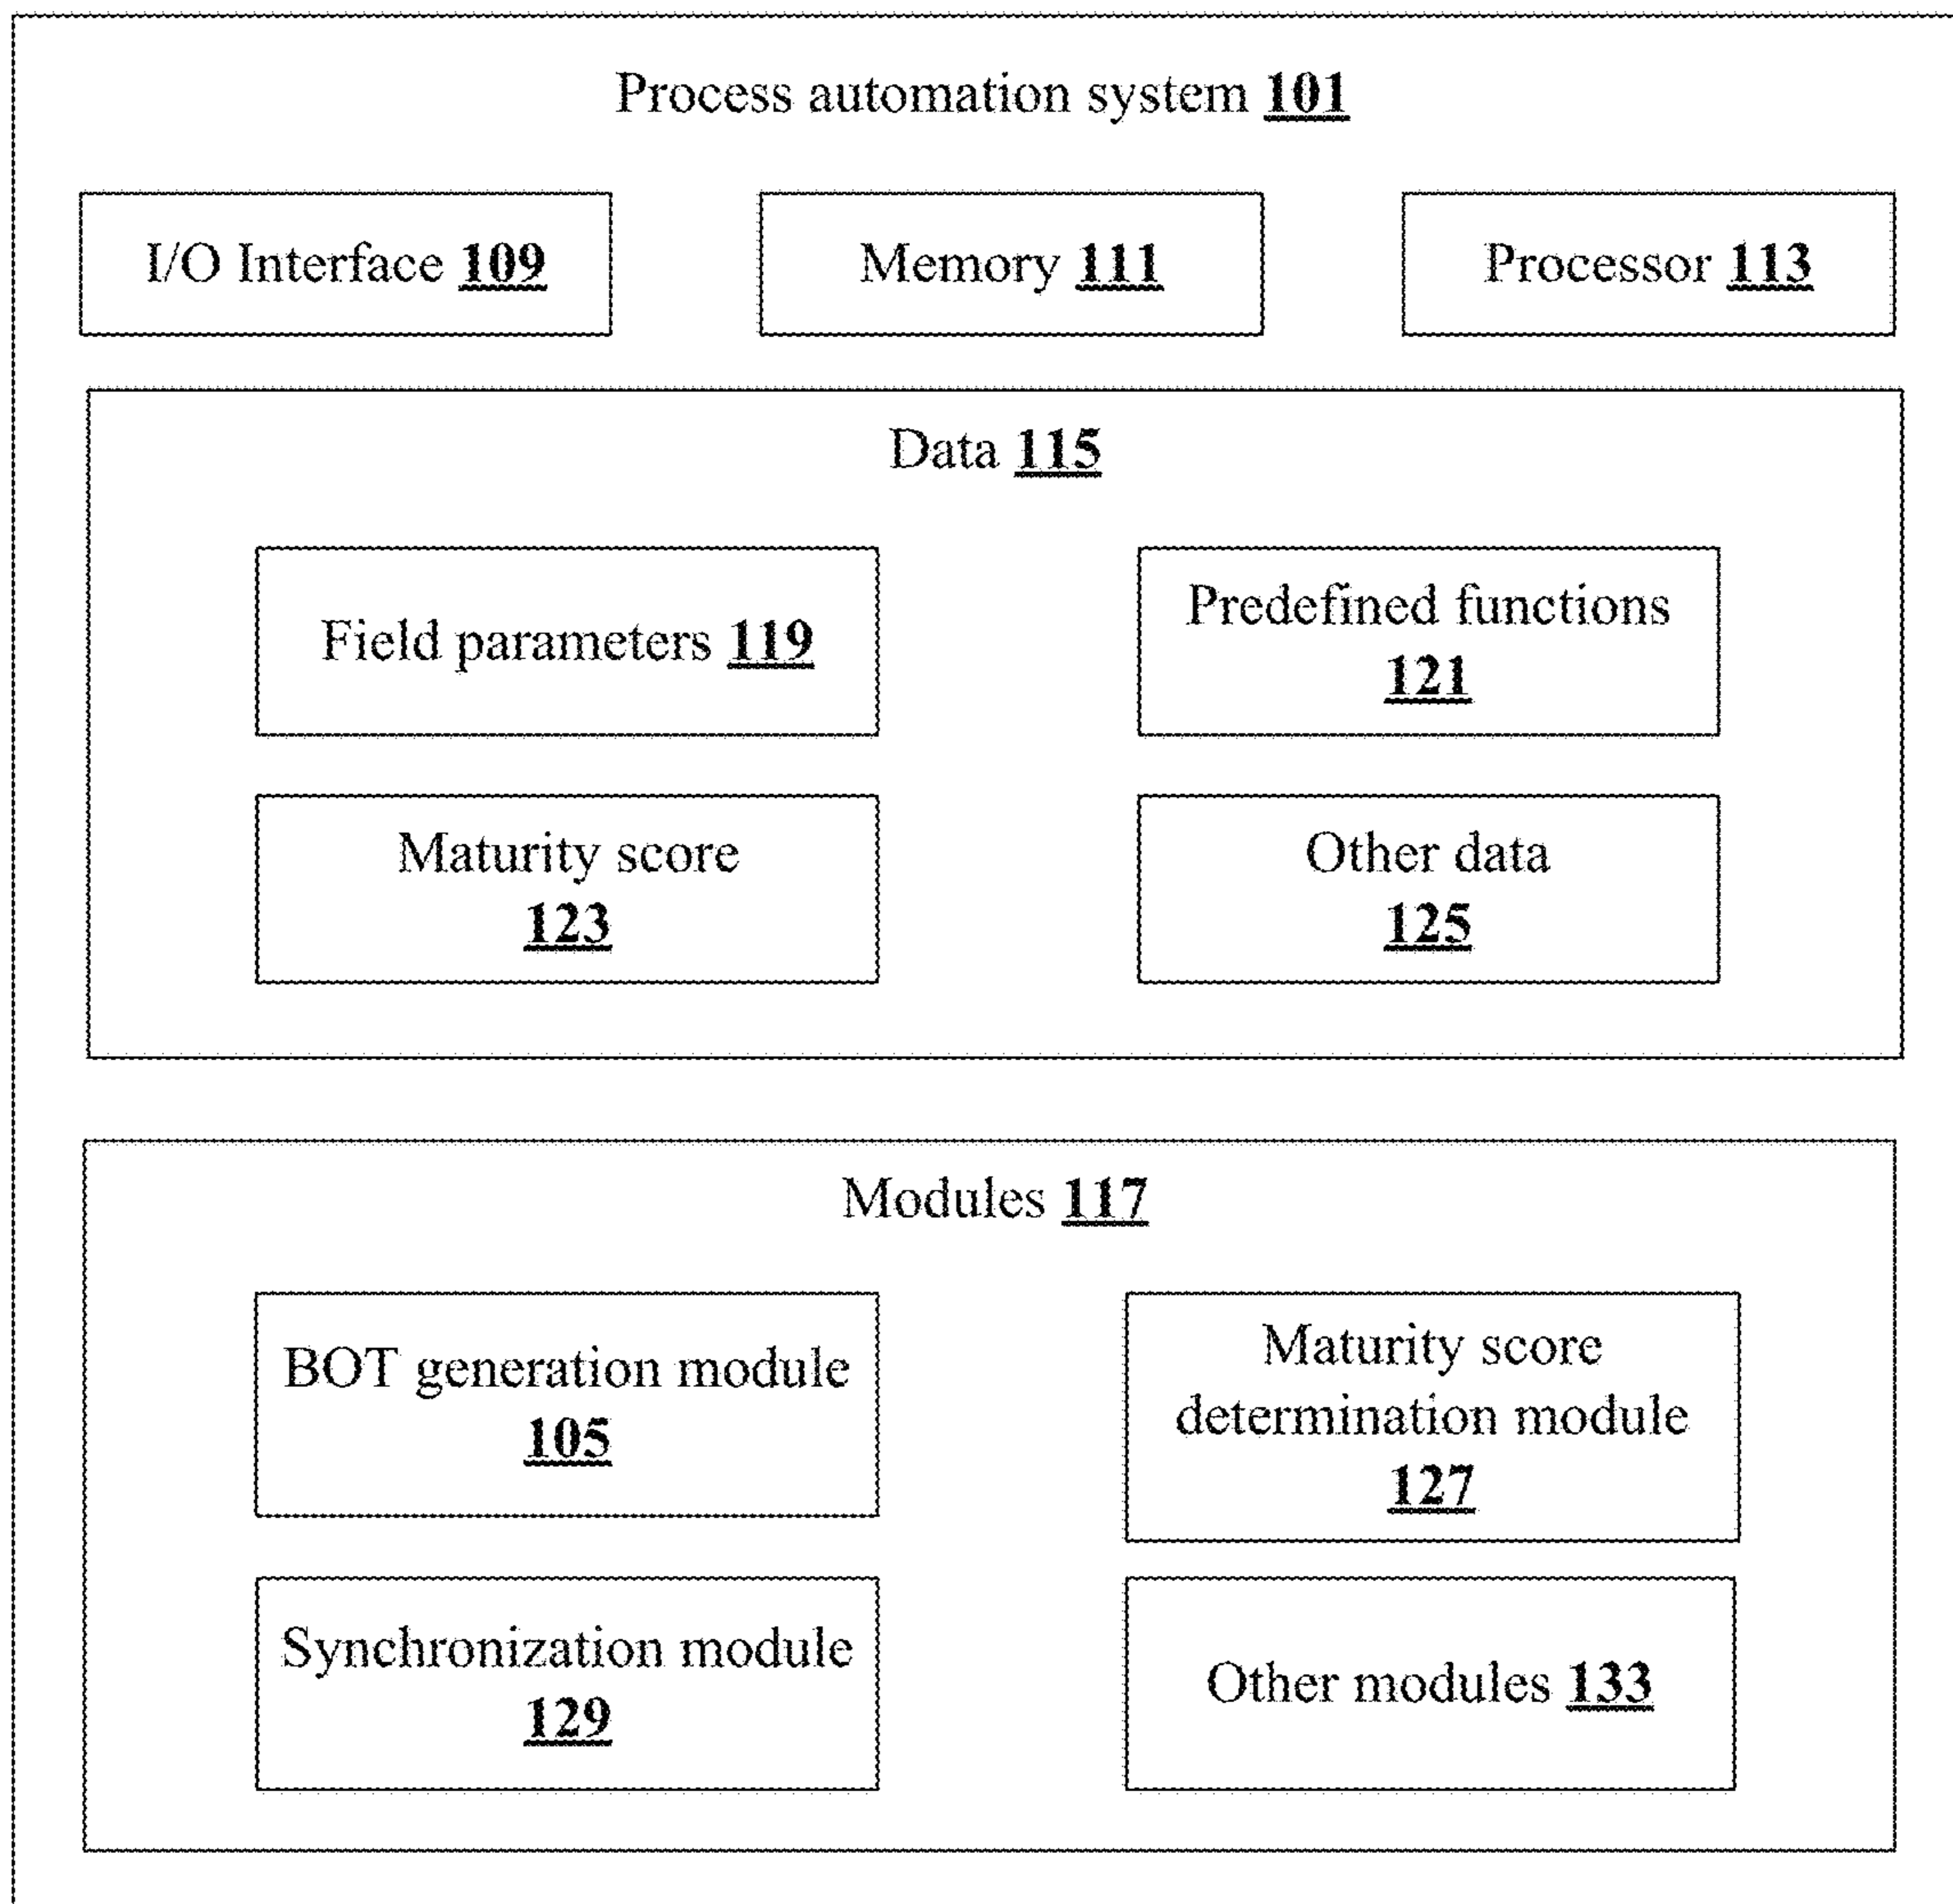 Process automation system 101
I/O Interface 109
Memory 111
Processor 113
Data 115
Field parameters 119
Predefined functions
121
Maturity score
123
Other data
125
Modules 117
BOT generation module
105
Maturity score
determination module
127
Synchronization module
129
Other modules 133